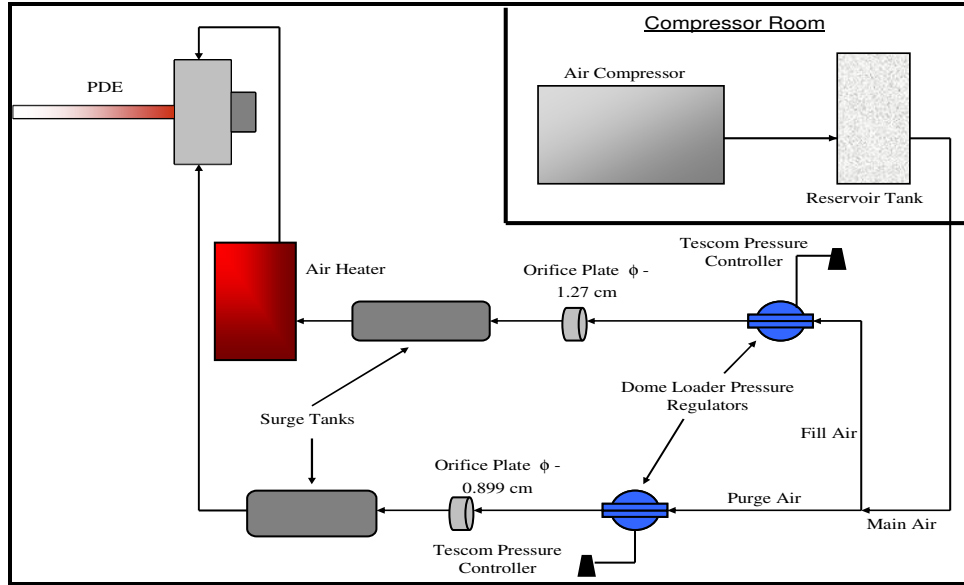 Compressor Room
PDE
Air Compressor
Reservoir Tank
Tescom Pressure
Controller
Air Heater
Orifice Plate ϕ -
1.27 cm
Dome Loader Pressure
Regulators
Surge Tanks
Fill Air
Orifice Plate ϕ -
0.899 cm
Purge Air
Main Air
Tescom Pressure
Controller